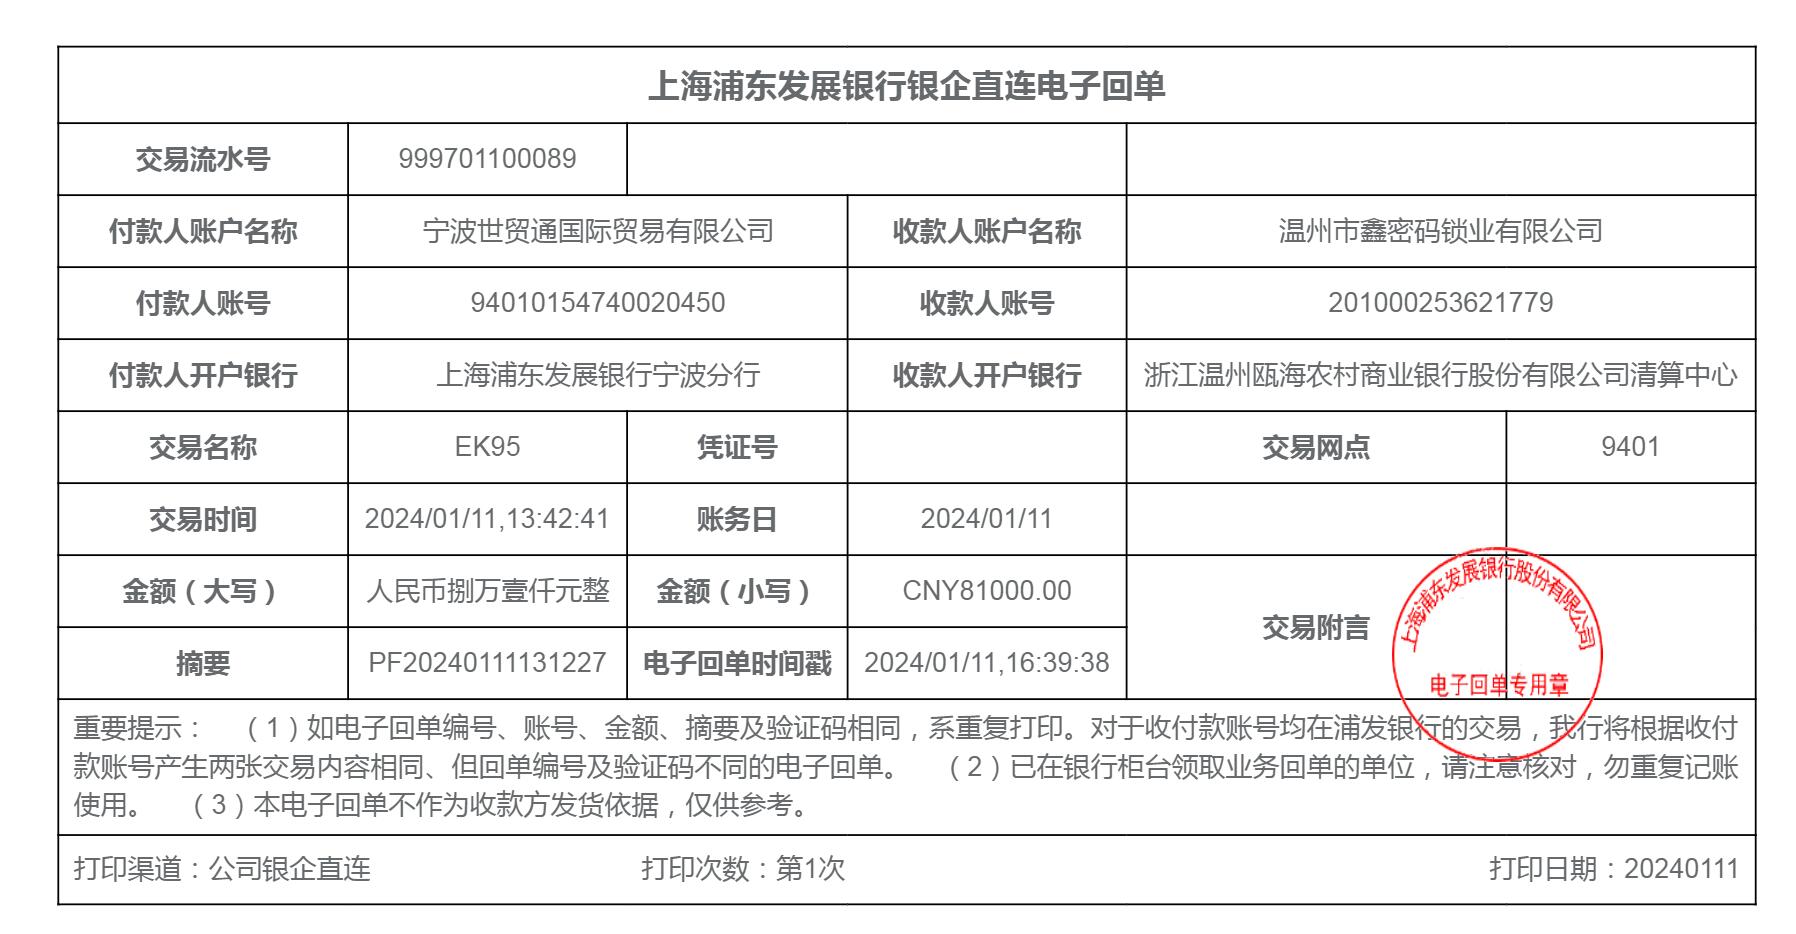 上海浦东发展银行银企直连电子回单
交易流水号 999701100089
付款人账户名称 宁波世贸通国际贸易有限公司 收款人账户名称 温州市鑫密码锁业有限公司
付款人账号 94010154740020450 收款人账号 201000253621779
付款人开户银行 上海浦东发展银行宁波分行 收款人开户银行 浙江温州瓯海农村商业银行股份有限公司清算中心
交易名称 EK95 凭证号 交易网点 9401
交易时间 2024/01/11,13:42:41 账务日 2024/01/11
金额（大写） 人民币捌万壹仟元整 金额（小写） CNY81000.00
交易附言
摘要 PF20240111131227 电子回单时间戳 2024/01/11,16:39:38
上海浦东发展银行股份有限公司
电子回单专用章
重要提示： （1）如电子回单编号、账号、金额、摘要及验证码相同，系重复打印。对于收付款账号均在浦发银行的交易，我行将根据收付
款账号产生两张交易内容相同、但回单编号及验证码不同的电子回单。 （2）已在银行柜台领取业务回单的单位，请注意核对，勿重复记账
使用。 （3）本电子回单不作为收款方发货依据，仅供参考。
打印渠道：公司银企直连 打印次数：第1次 打印日期：20240111